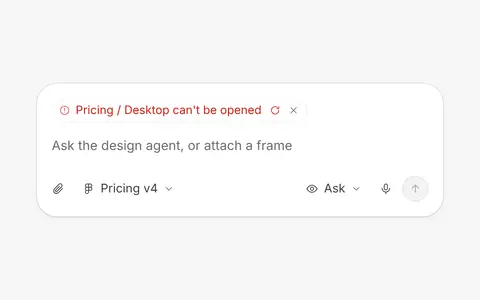 Pricing / Desktop can't be opened
Ask the design agent, or attach a frame
Pricing v4
Ask